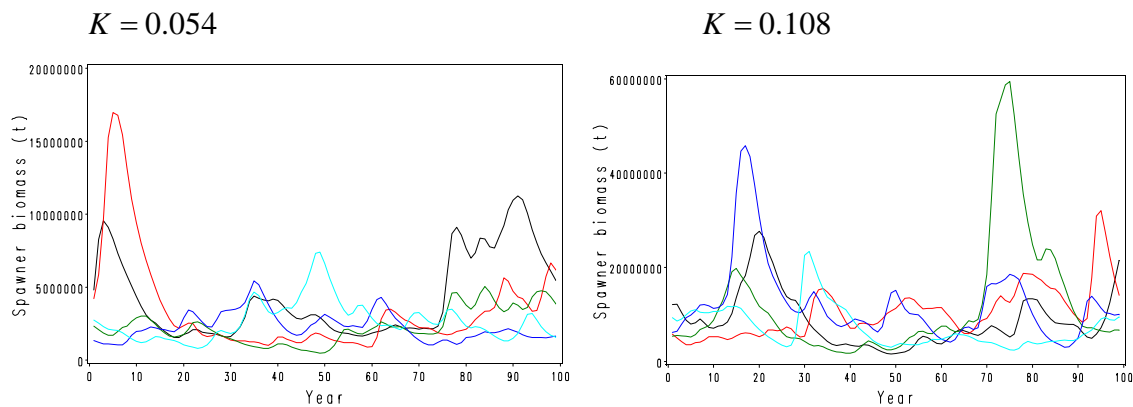 K = 0.054
K = 0.108
Spawner biomass (t)
20000000
15000000
10000000
5000000
0
0 10 20 30 40 50 60 70 80 90 100
Year
Spawner biomass (t)
60000000
40000000
20000000
0
0 10 20 30 40 50 60 70 80 90 100
Year